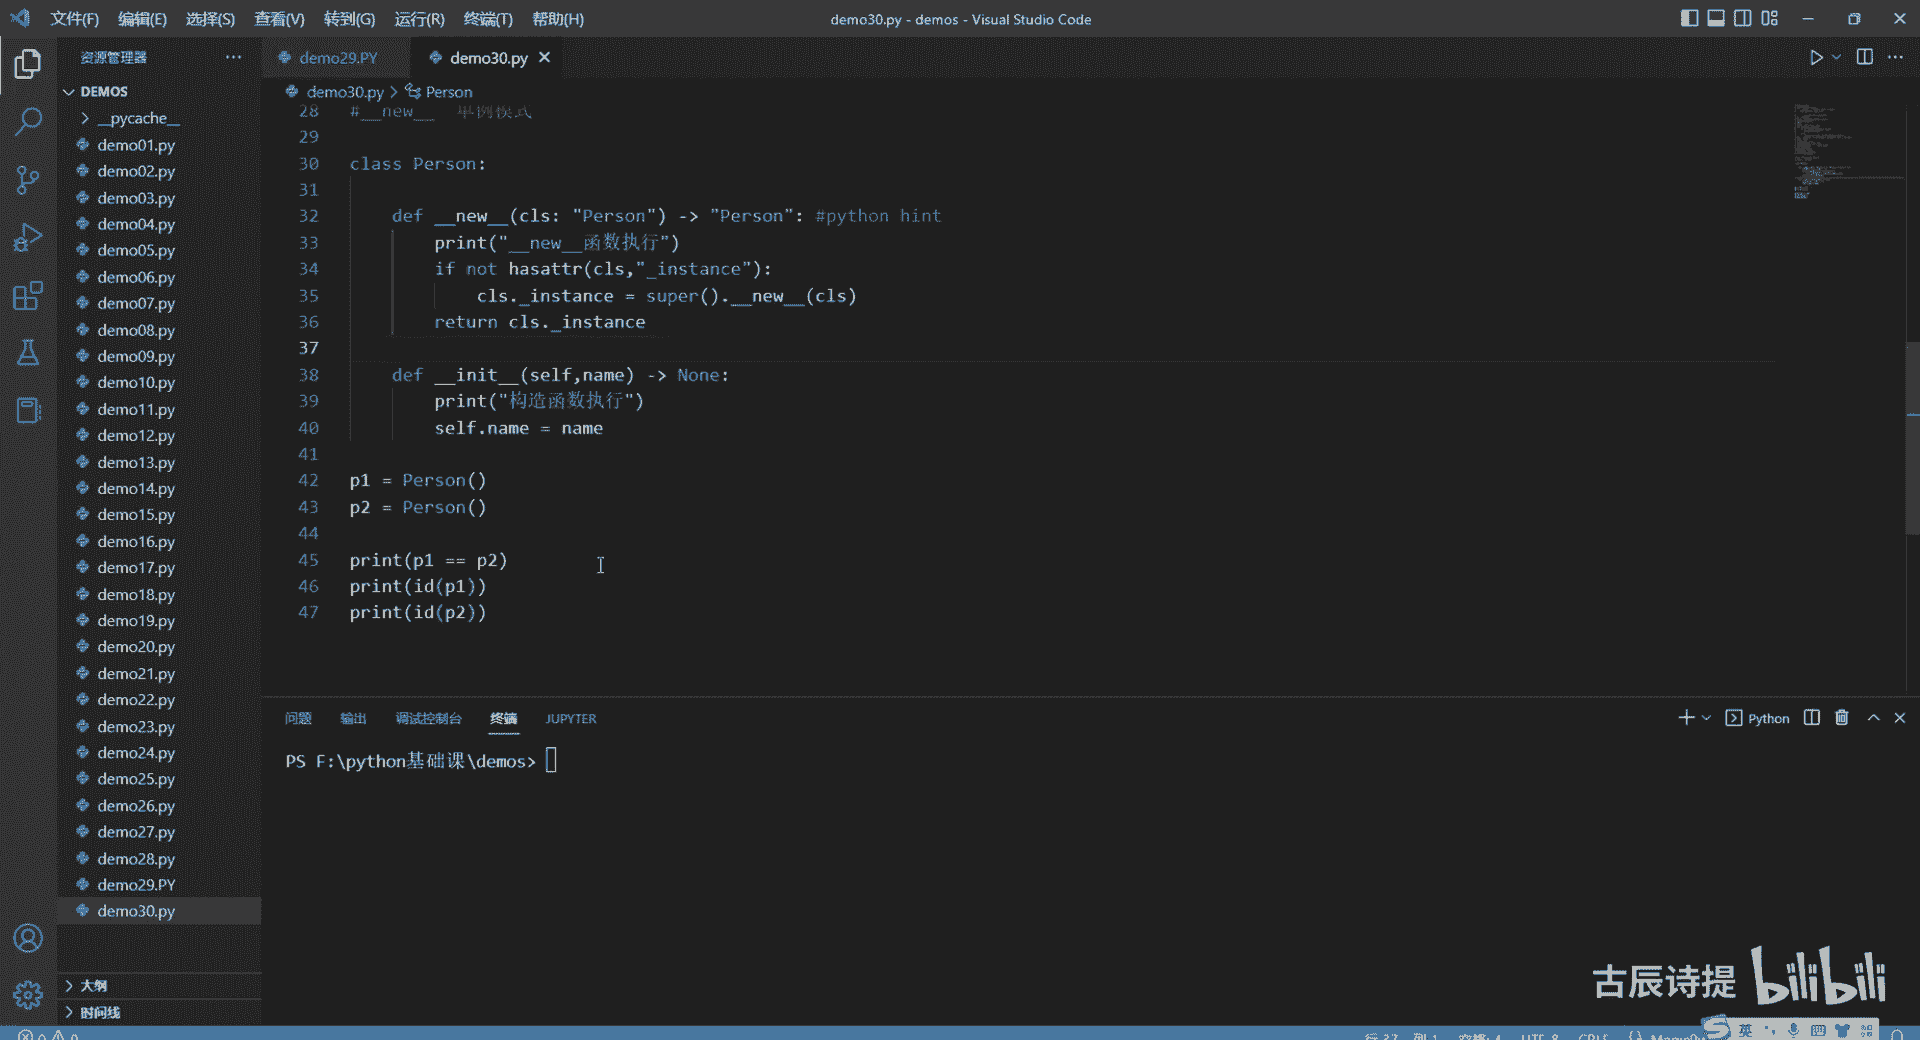 文件(F) 编辑(E) 选择(S) 查看(V) 转到(G) 运行(R) 终端(T) 帮助(H)
demo30.py - demos - Visual Studio Code
资源管理器
DEMOS
__pycache__
demo01.py
demo02.py
demo03.py
demo04.py
demo05.py
demo06.py
demo07.py
demo08.py
demo09.py
demo10.py
demo11.py
demo12.py
demo13.py
demo14.py
demo15.py
demo16.py
demo17.py
demo18.py
demo19.py
demo20.py
demo21.py
demo22.py
demo23.py
demo24.py
demo25.py
demo26.py
demo27.py
demo28.py
demo29.PY
demo30.py
大纲
时间线
demo29.PY demo30.py
demo30.py > Person
28 #__new__ 单例模式
29
30 class Person:
31
32 def __new__(cls: "Person") -> "Person": #python hint
33 print("__new__函数执行")
34 if not hasattr(cls,"_instance"):
35 cls._instance = super().__new__(cls)
36 return cls._instance
37
38 def __init__(self,name) -> None:
39 print("构造函数执行")
40 self.name = name
41
42 p1 = Person()
43 p2 = Person()
44
45 print(p1 == p2)
46 print(id(p1))
47 print(id(p2))
问题 输出 调试控制台 终端 JUPYTER
Python
PS F:\python基础课\demos>
古辰诗提 bilibili
英